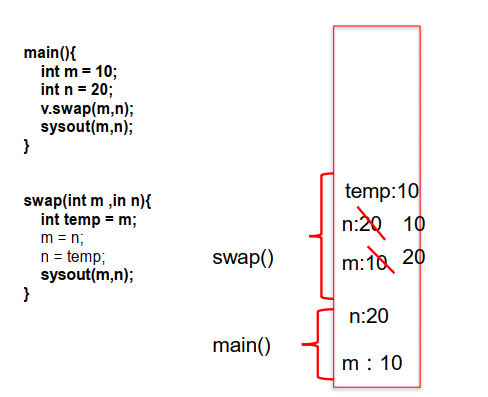 main(){
int m = 10;
int n = 20;
v.swap(m,n);
sysout(m,n);
}
swap(int m ,in n){
int temp = m;
m = n;
n = temp;
sysout(m,n);
}
temp:10
n:20 10
swap()
m:10 20
n:20
main()
m：10